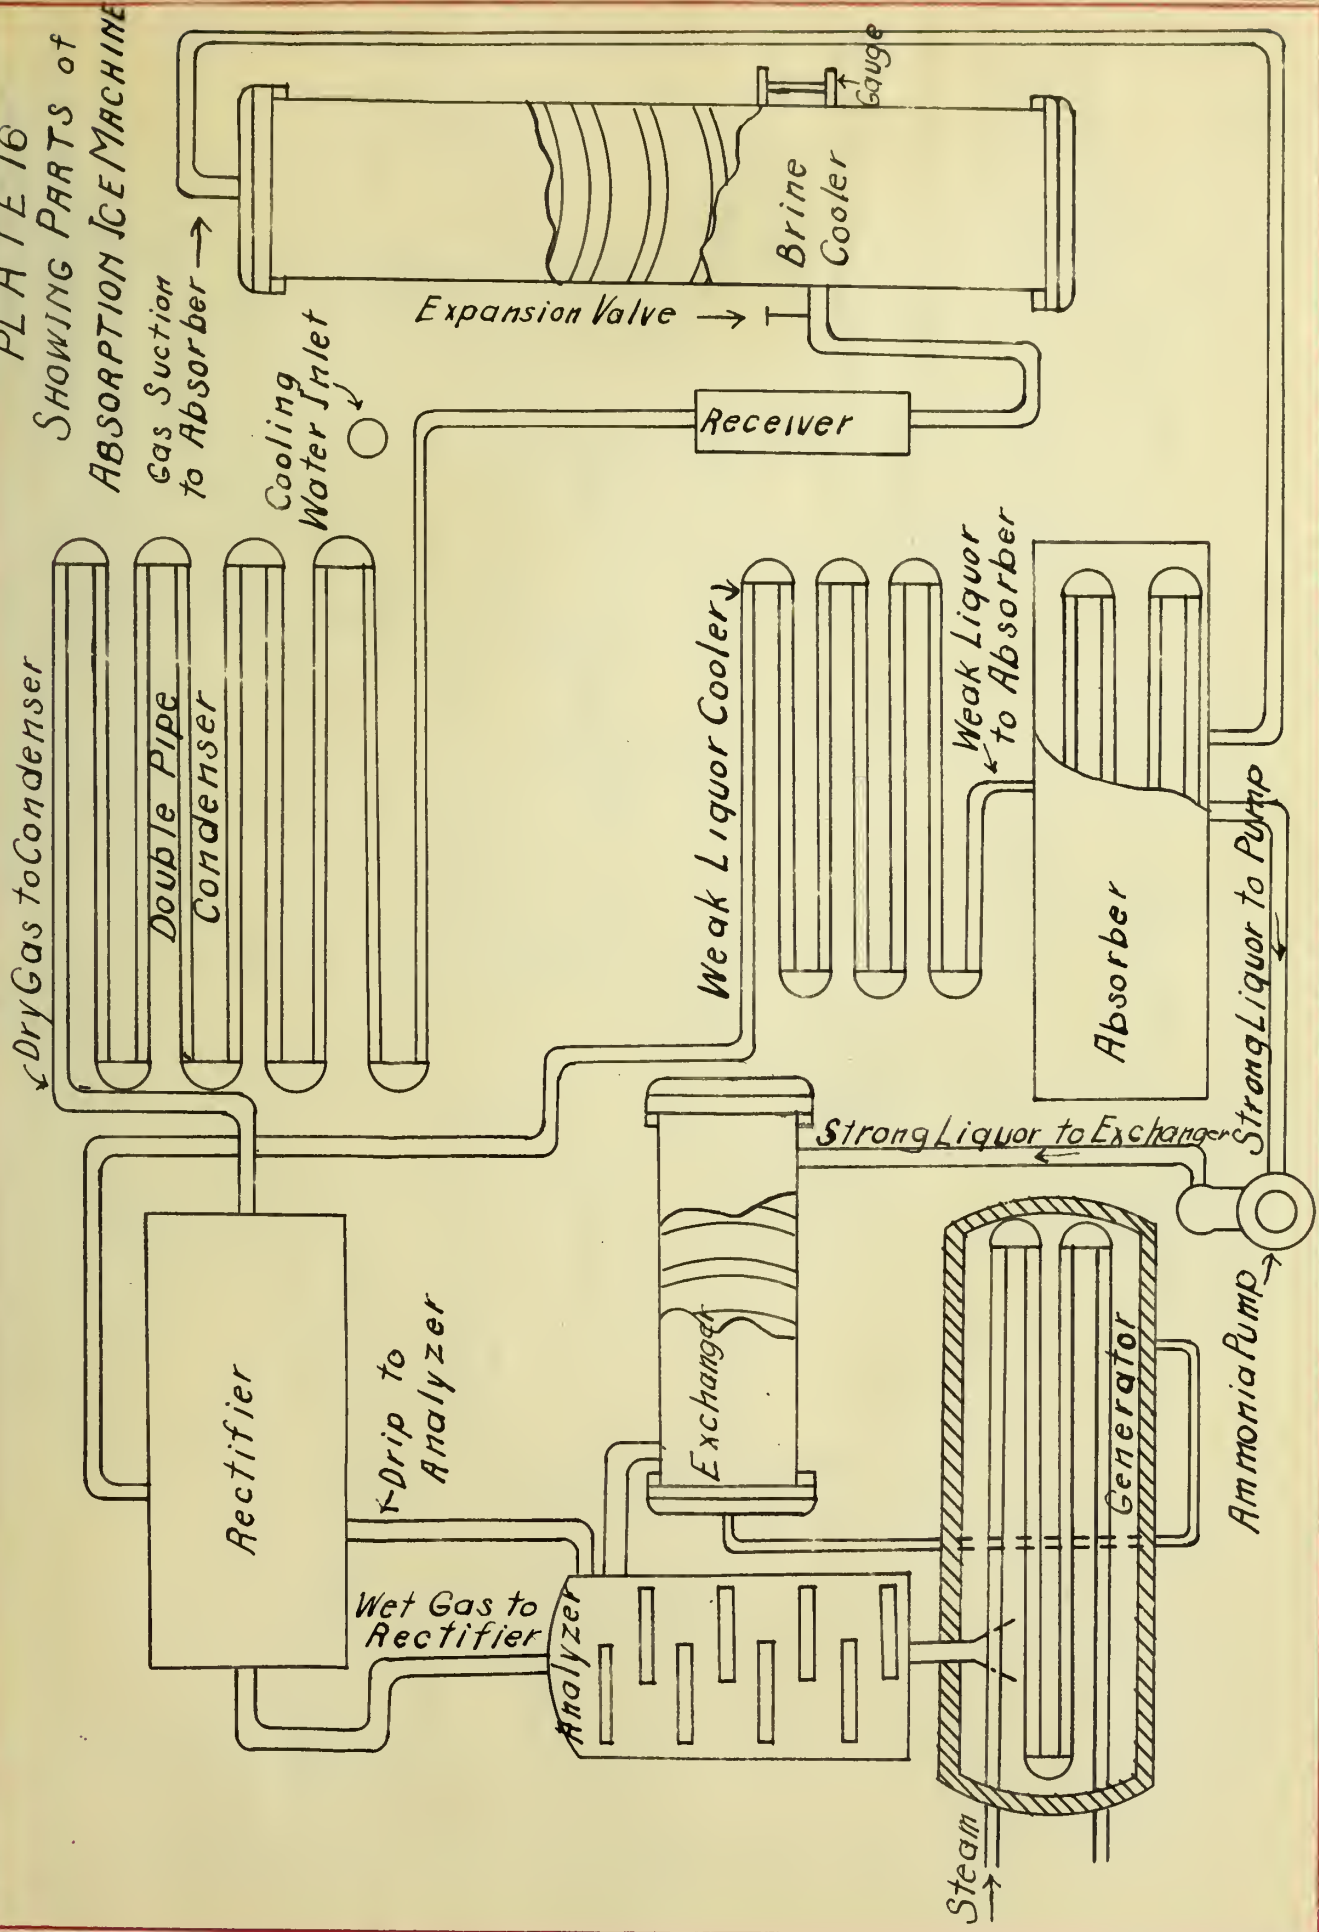 PLATE 16
SHOWING PARTS of
ABSORPTION ICE MACHINE
Gas Suction
to Absorber
Cooling
Water Inlet
Gauge
Brine
Cooler
Expansion Valve
Receiver
Dry Gas to Condenser
Double Pipe
Condenser
Weak Liquor Cooler
Weak Liquor
to Absorber
Absorber
Strong Liquor to Pump
Strong Liquor to Exchanger
Ammonia Pump
Rectifier
Drip to
Analyzer
Exchanger
Generator
Wet Gas to
Rectifier
Analyzer
Steam